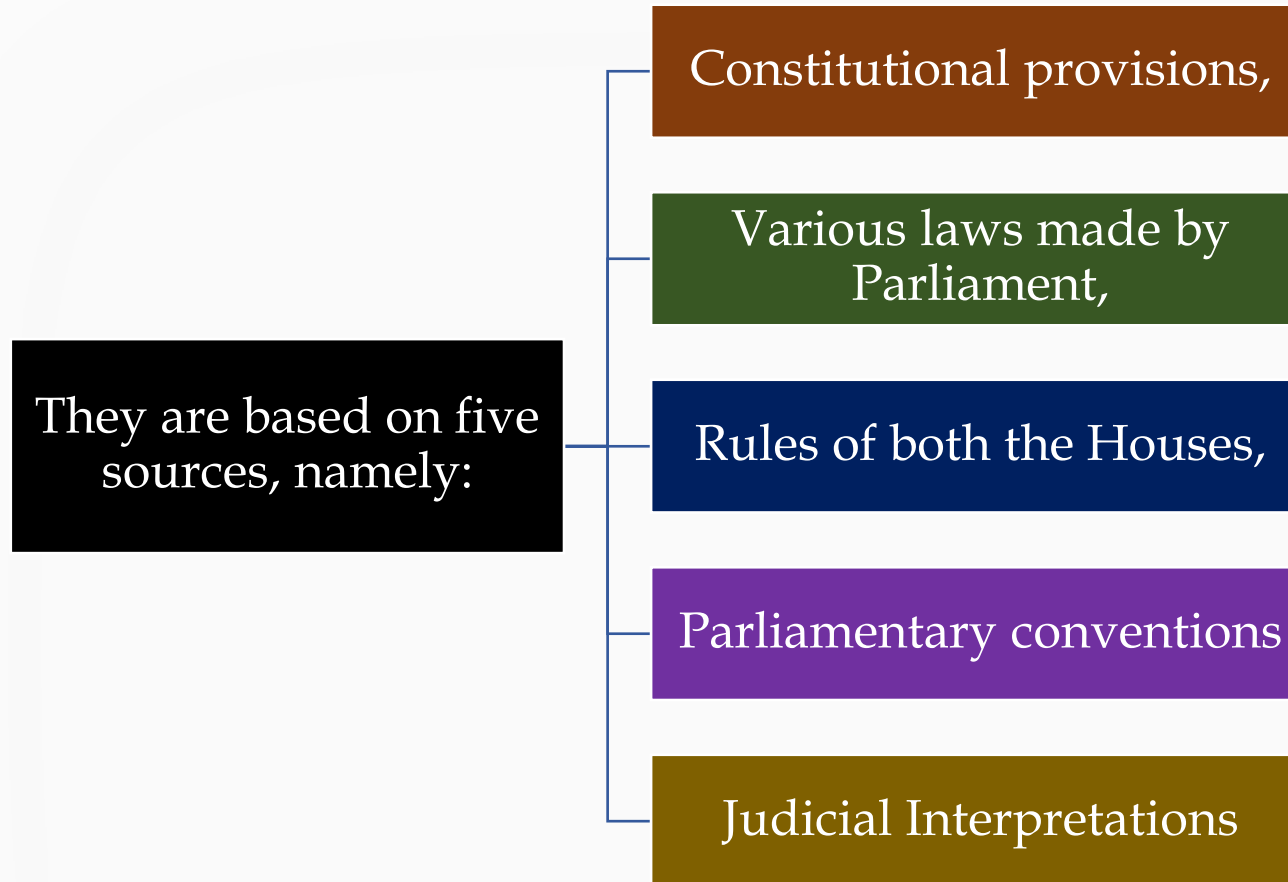 They are based on five
sources, namely:
Constitutional provisions,
Various laws made by
Parliament,
Rules of both the Houses,
Parliamentary conventions
Judicial Interpretations